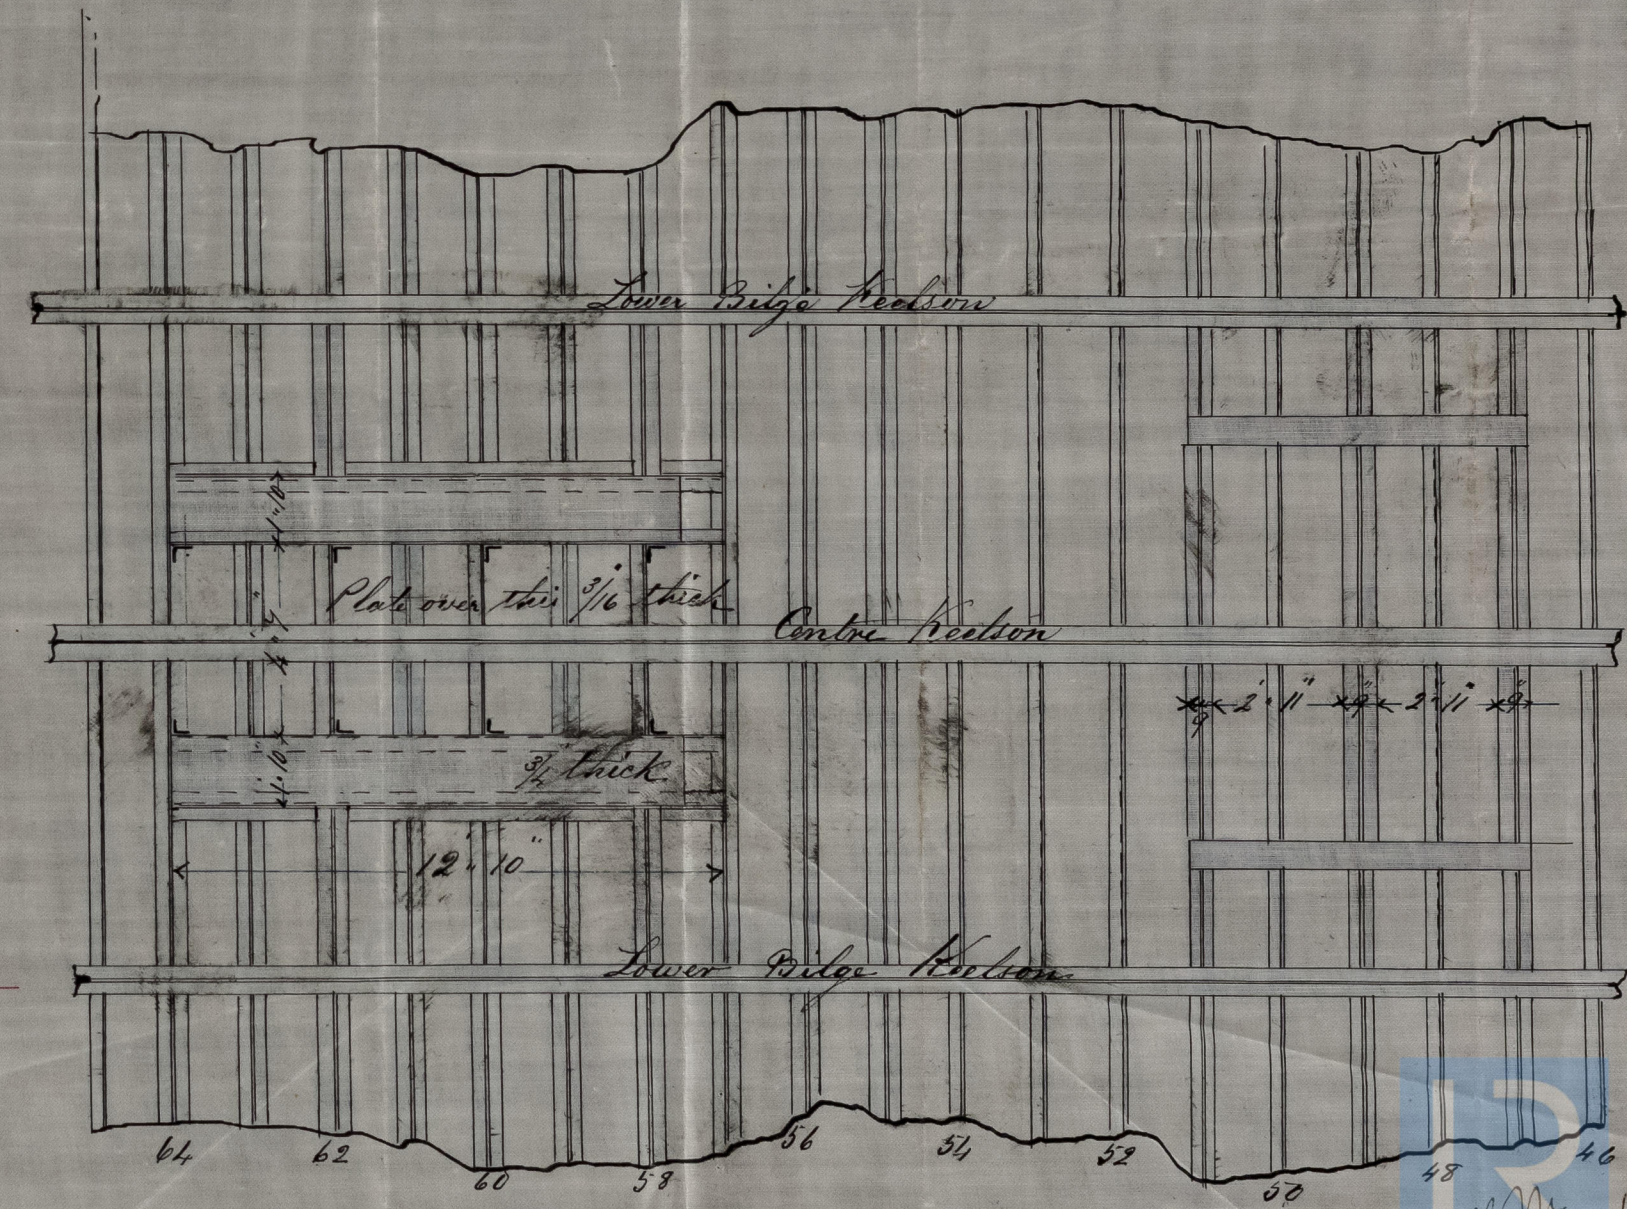 Lower Bilge Keelson
1' 10"
Plate over this 3/16" thick
4' 9"
Centre Keelson
9" 2' 11" 9" 2' 11" 9"
1' 10"
3/4 thick
12' 10"
Lower Bilge Keelson
64 62 60 58 56 54 52 50 48 46